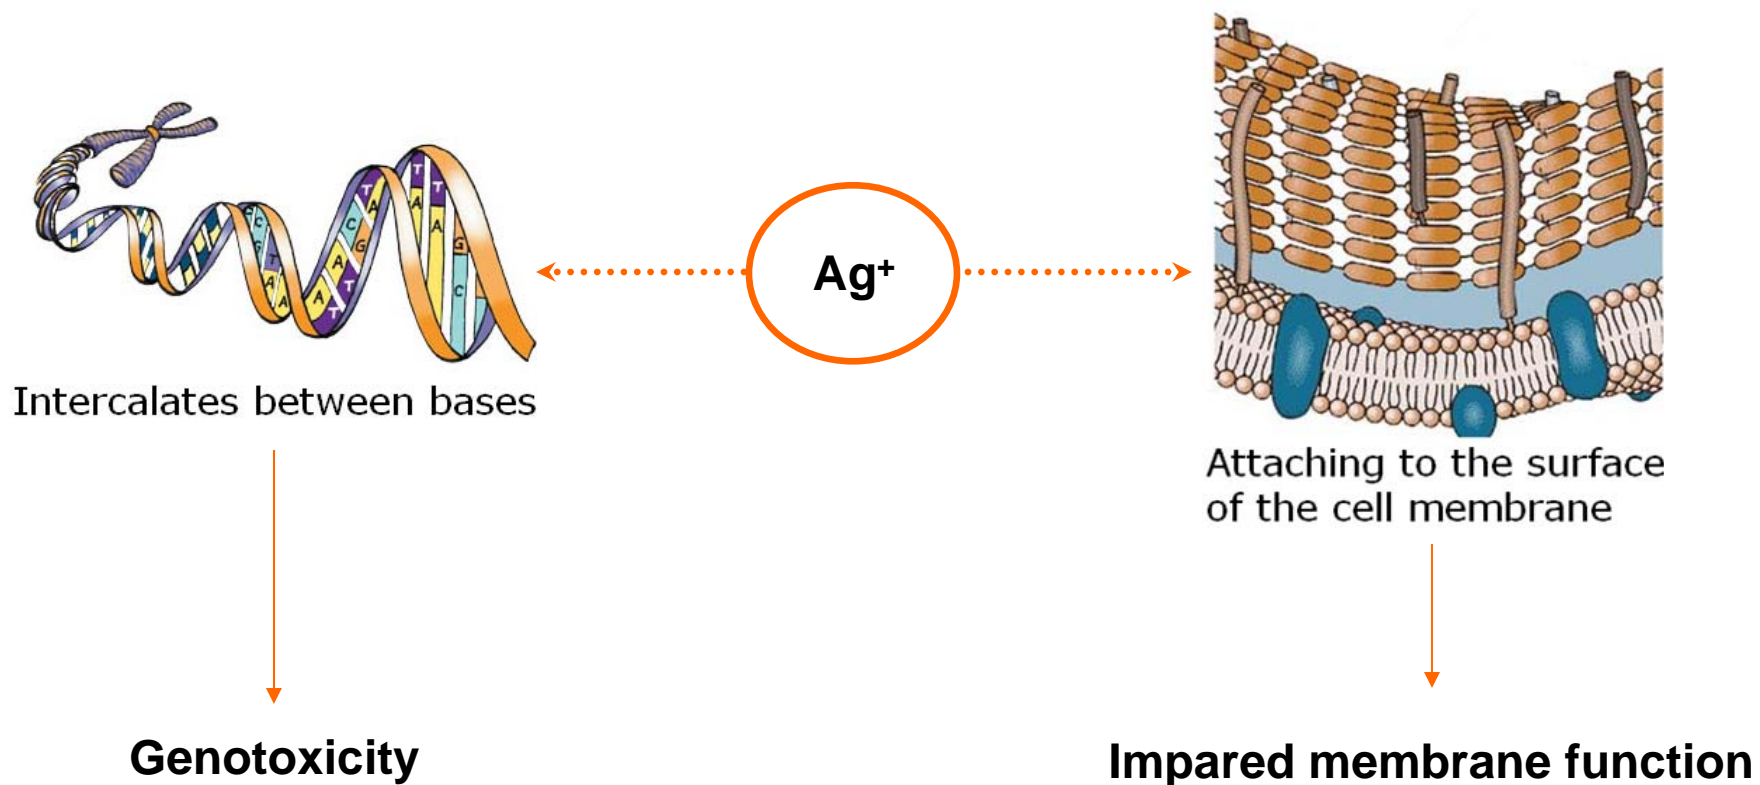 T
T
A
A
G
C
T
A
C
G
A
T
A
T
C
C
G
T
A
A
Ag⁺
Intercalates between bases
Attaching to the surface
of the cell membrane
Genotoxicity
Impared membrane function